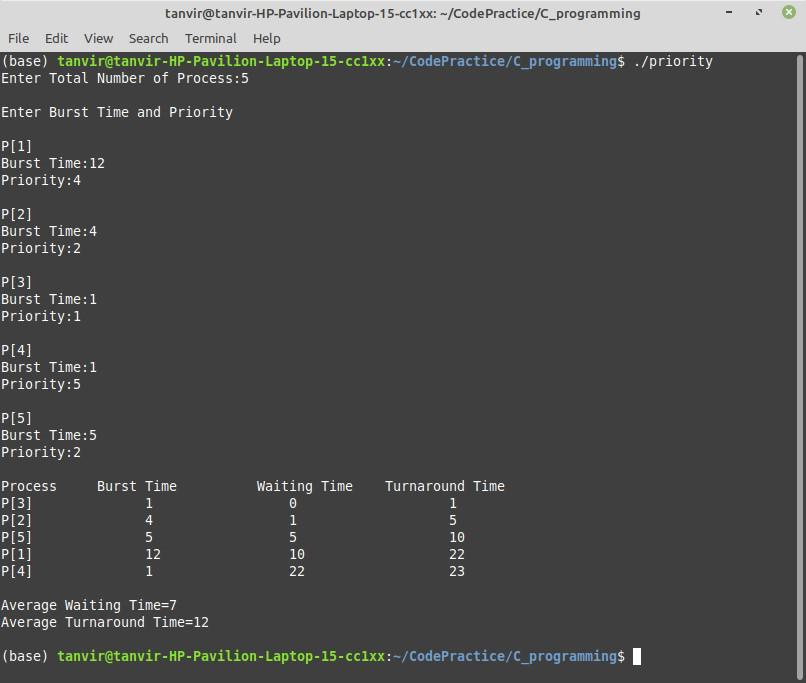 tanvir@tanvir-HP-Pavilion-Laptop-15-cc1xx: ~/CodePractice/C_programming
File Edit View Search Terminal Help
(base) tanvir@tanvir-HP-Pavilion-Laptop-15-cc1xx:~/CodePractice/C_programming$ ./priority
Enter Total Number of Process:5
Enter Burst Time and Priority
P[1]
Burst Time:12
Priority:4
P[2]
Burst Time:4
Priority:2
P[3]
Burst Time:1
Priority:1
P[4]
Burst Time:1
Priority:5
P[5]
Burst Time:5
Priority:2
Process Burst Time Waiting Time Turnaround Time
P[3] 1 0 1
P[2] 4 1 5
P[5] 5 5 10
P[1] 12 10 22
P[4] 1 22 23
Average Waiting Time=7
Average Turnaround Time=12
(base) tanvir@tanvir-HP-Pavilion-Laptop-15-cc1xx:~/CodePractice/C_programming$